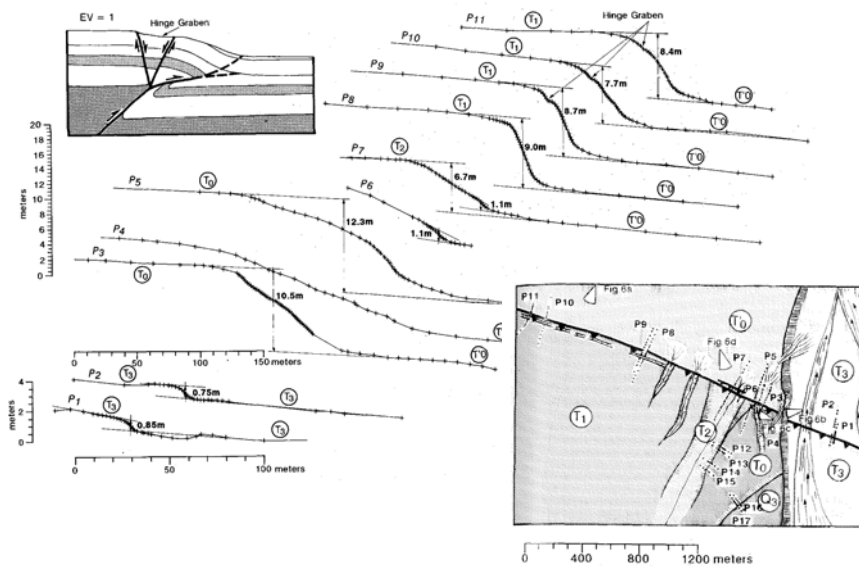 EV = 1
Hinge Graben
P11
T1
Hinge Graben
8.4m
T'0
P10
T1
7.7m
P9
T1
8.7m
T'0
P8
T1
9.0m
T'0
P7
T2
6.7m
1.1m
T'0
P6
1.1m
20
18
16
14
12
10
8
6
4
2
0
meters
P5
T0
12.3m
P4
P3
T0
10.5m
T'0
0
50
100
150 meters
P2
T3
0.75m
T3
P1
T3
0.85m
T3
4
2
0
meters
0
50
100 meters
P11
P10
Fig 6a
T'0
P9
P8
Fig.6d
P7
P5
T3
P6
P3
P2
T1
T2
Fig6b
P1
P4
P12
T0
P13
P14
P15
T3
Q3
P16
P17
0
400
800
1200
meters